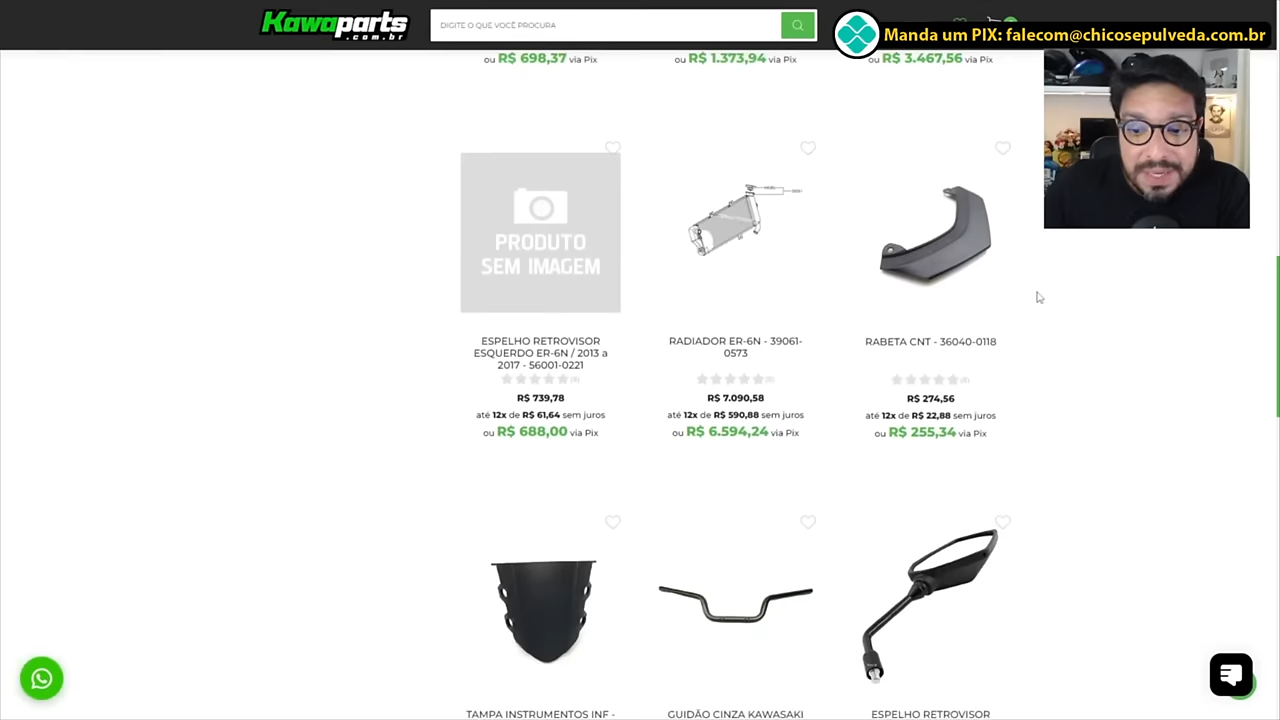 Kawaparts
.com.br
DIGITE O QUE VOCÊ PROCURA
Manda um PIX: falecom@chicosepulveda.com.br
ou R$ 698,37 via Pix
ou R$ 1.373,94 via Pix
ou R$ 3.467,56 via Pix
PRODUTO
SEM IMAGEM
ESPELHO RETROVISOR
ESQUERDO ER-6N / 2013 a
2017 - 56001-0221
R$ 739,78
até 12x de R$ 61,64 sem juros
ou R$ 688,00 via Pix
RADIADOR ER-6N - 39061-
0573
R$ 7.090,58
até 12x de R$ 590,88 sem juros
ou R$ 6.594,24 via Pix
RABETA CNT - 36040-0118
R$ 274,56
até 12x de R$ 22,88 sem juros
ou R$ 255,34 via Pix
TAMPA INSTRUMENTOS INF -
GUIDÃO CINZA KAWASAKI
ESPELHO RETROVISOR